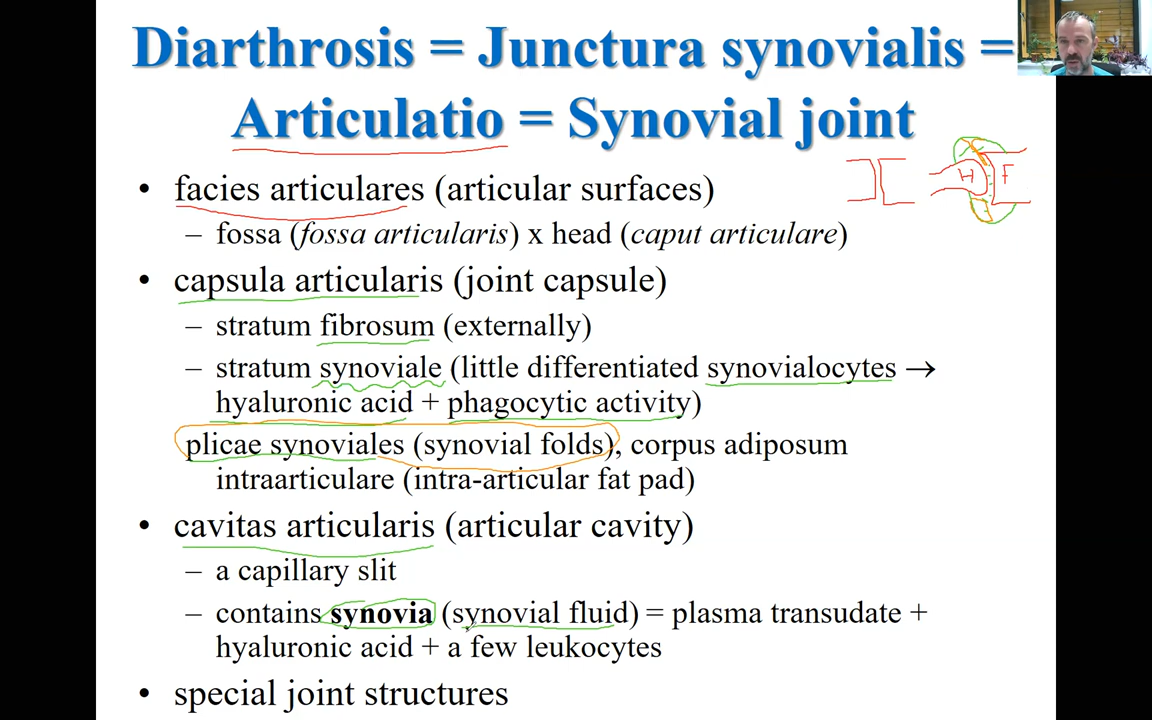 Diarthrosis = Junctura synovialis =
Articulatio = Synovial joint
• facies articulares (articular surfaces)
– fossa (fossa articularis) x head (caput articulare)
H F
• capsula articularis (joint capsule)
– stratum fibrosum (externally)
– stratum synoviale (little differentiated synovialocytes →
hyaluronic acid + phagocytic activity)
plicae synoviales (synovial folds), corpus adiposum
intraarticulare (intra-articular fat pad)
• cavitas articularis (articular cavity)
– a capillary slit
– contains synovia (synovial fluid) = plasma transudate +
hyaluronic acid + a few leukocytes
• special joint structures